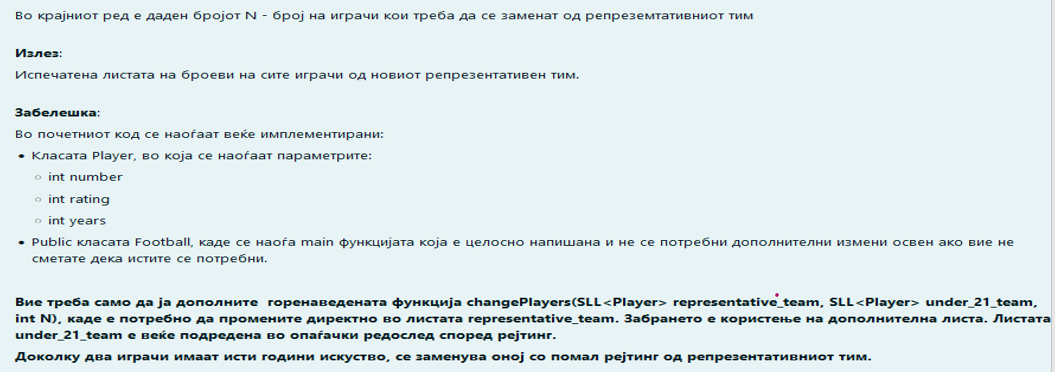 Во крајниот ред е даден бројот N - број на играчи кои треба да се заменат од репреземтативниот тим
Излез:
Испечатена листата на броеви на сите играчи од новиот репрезентативен тим.
Забелешка:
Во почетниот код се наоѓаат веќе имплементирани:
• Класата Player, во која се наоѓаат параметрите:
○ int number
○ int rating
○ int years
• Public класата Football, каде се наоѓа main функцијата која е целосно напишана и не се потребни дополнителни измени освен ако вие не
сметате дека истите се потребни.
Вие треба само да ја дополните горенаведената функција changePlayers(SLL<Player> representative_team, SLL<Player> under_21_team,
int N), каде е потребно да промените директно во листата representative_team. Забрането е користење на дополнителна листа. Листата
under_21_team е веќе подредена во опаѓачки редослед според рејтинг.
Доколку два играчи имаат исти години искуство, се заменува оној со помал рејтинг од репрезентативниот тим.